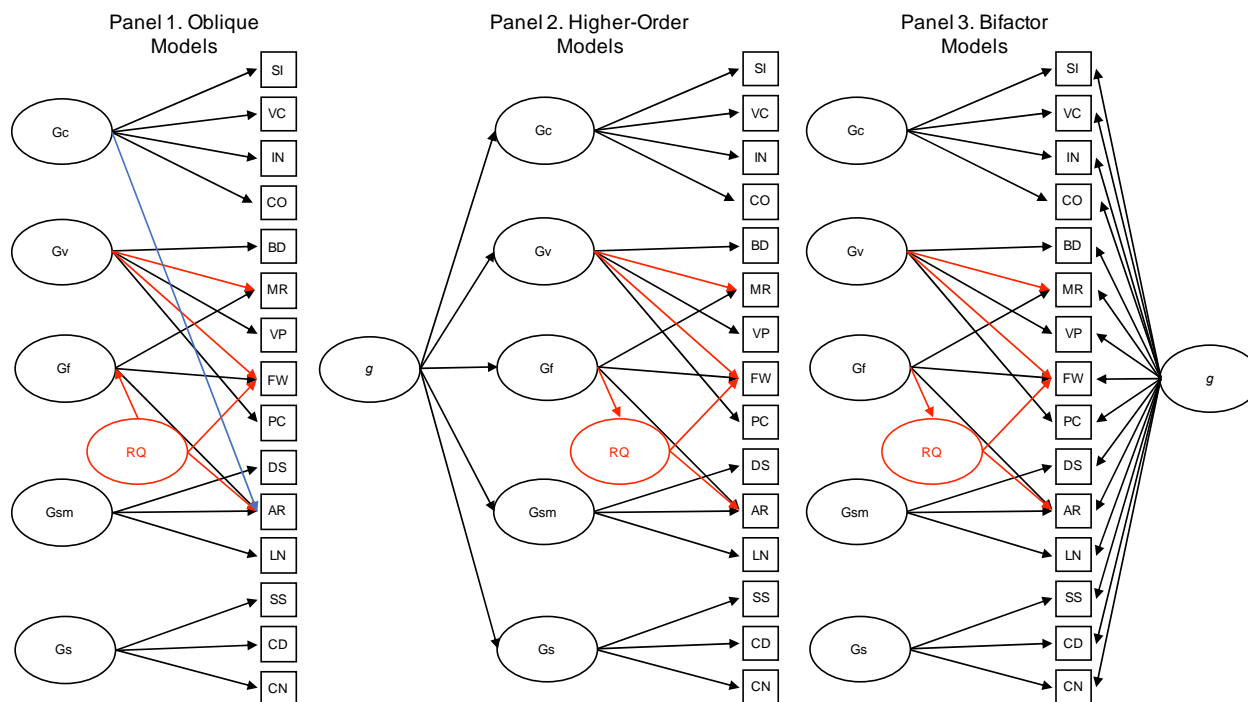 Panel 1. Oblique
Models
Gc
Gv
Gf
RQ
Gsm
Gs
SI
VC
IN
CO
BD
MR
VP
FW
PC
DS
AR
LN
SS
CD
CN
Panel 2. Higher-Order
Models
g
Gc
Gv
Gf
RQ
Gsm
Gs
SI
VC
IN
CO
BD
MR
VP
FW
PC
DS
AR
LN
SS
CD
CN
Panel 3. Bifactor
Models
Gc
Gv
Gf
RQ
Gsm
Gs
SI
VC
IN
CO
BD
MR
VP
FW
PC
DS
AR
LN
SS
CD
CN
g